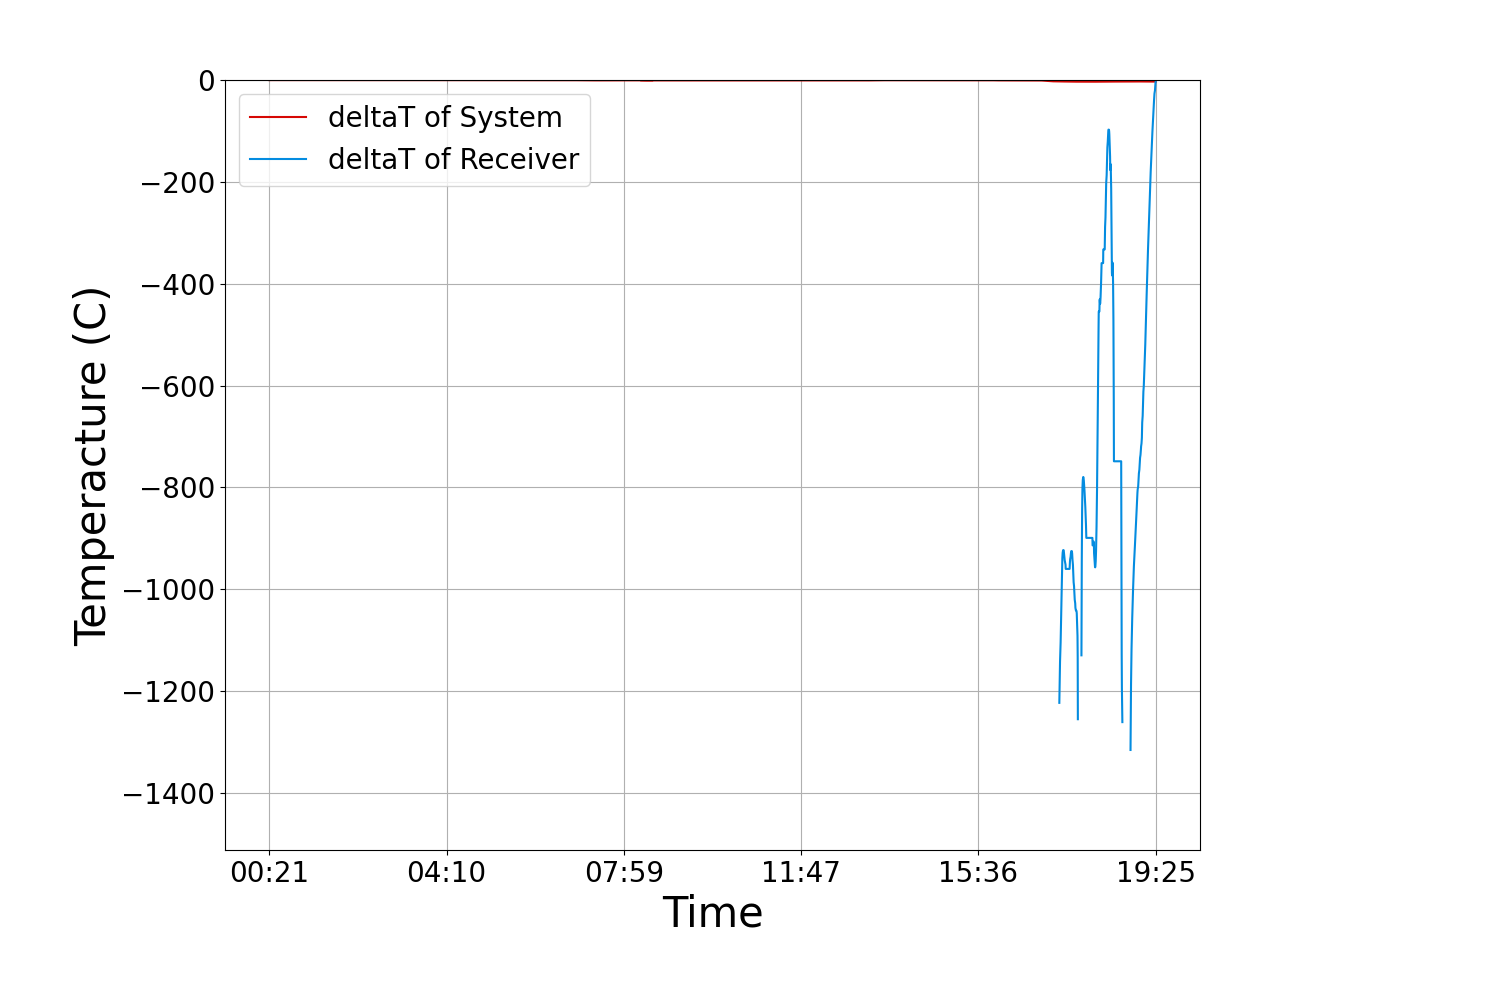 0
−200
−400
−600
−800
−1000
−1200
−1400
Temperacture (C)
deltaT of System
deltaT of Receiver
00:21 04:10 07:59 11:47 15:36 19:25
Time